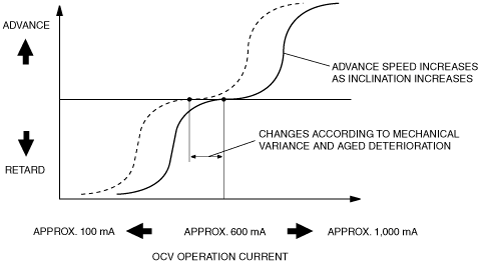 ADVANCE
ADVANCE SPEED INCREASES
AS INCLINATION INCREASES
CHANGES ACCORDING TO MECHANICAL
VARIANCE AND AGED DETERIORATION
RETARD
APPROX. 100 mA
APPROX. 600 mA
APPROX. 1,000 mA
OCV OPERATION CURRENT